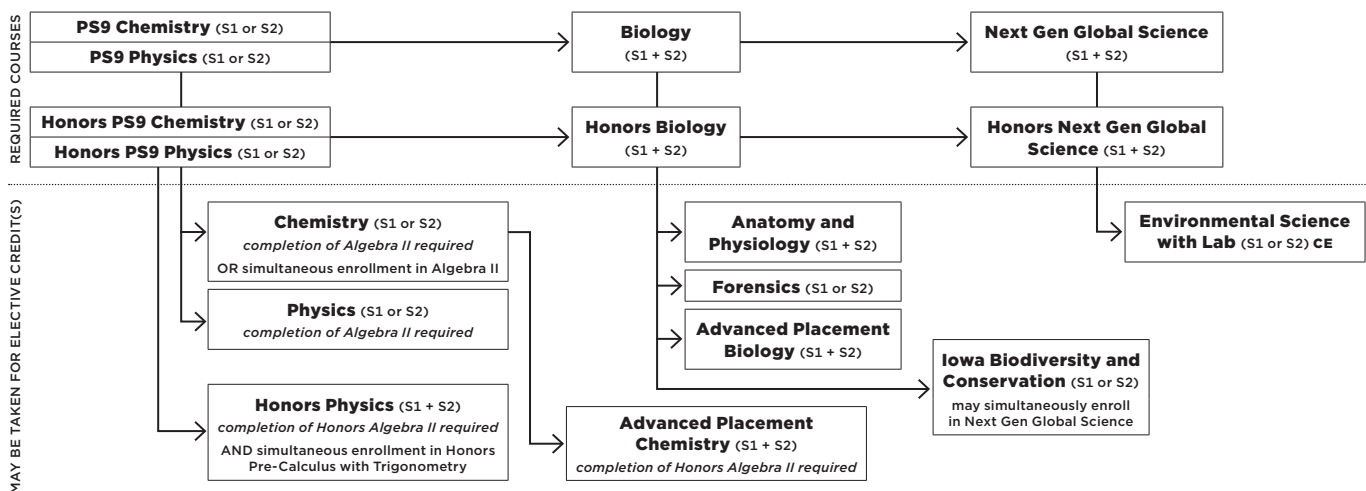 REQUIRED COURSES
PS9 Chemistry (S1 or S2)
PS9 Physics (S1 or S2)
Biology
(S1 + S2)
Next Gen Global Science
(S1 + S2)
Honors PS9 Chemistry (S1 or S2)
Honors PS9 Physics (S1 or S2)
Honors Biology
(S1 + S2)
Honors Next Gen Global
Science (S1 + S2)
MAY BE TAKEN FOR ELECTIVE CREDIT(S)
Chemistry (S1 or S2)
completion of Algebra II required
OR simultaneous enrollment in Algebra II
Physics (S1 or S2)
completion of Algebra II required
Honors Physics (S1 + S2)
completion of Honors Algebra II required
AND simultaneous enrollment in Honors
Pre-Calculus with Trigonometry
Advanced Placement
Chemistry (S1 + S2)
completion of Honors Algebra II required
Anatomy and
Physiology (S1 + S2)
Forensics (S1 or S2)
Advanced Placement
Biology (S1 + S2)
Iowa Biodiversity and
Conservation (S1 or S2)
may simultaneously enroll
in Next Gen Global Science
Environmental Science
with Lab (S1 or S2) CE